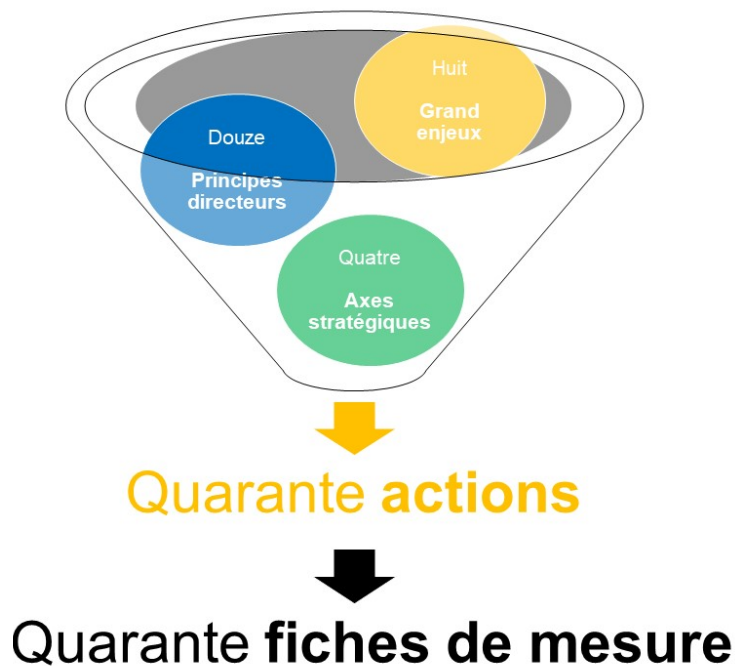 Huit
Grand
enjeux
Douze
Principes
directeurs
Quatre
Axes
stratégiques
Quarante actions
Quarante fiches de mesure